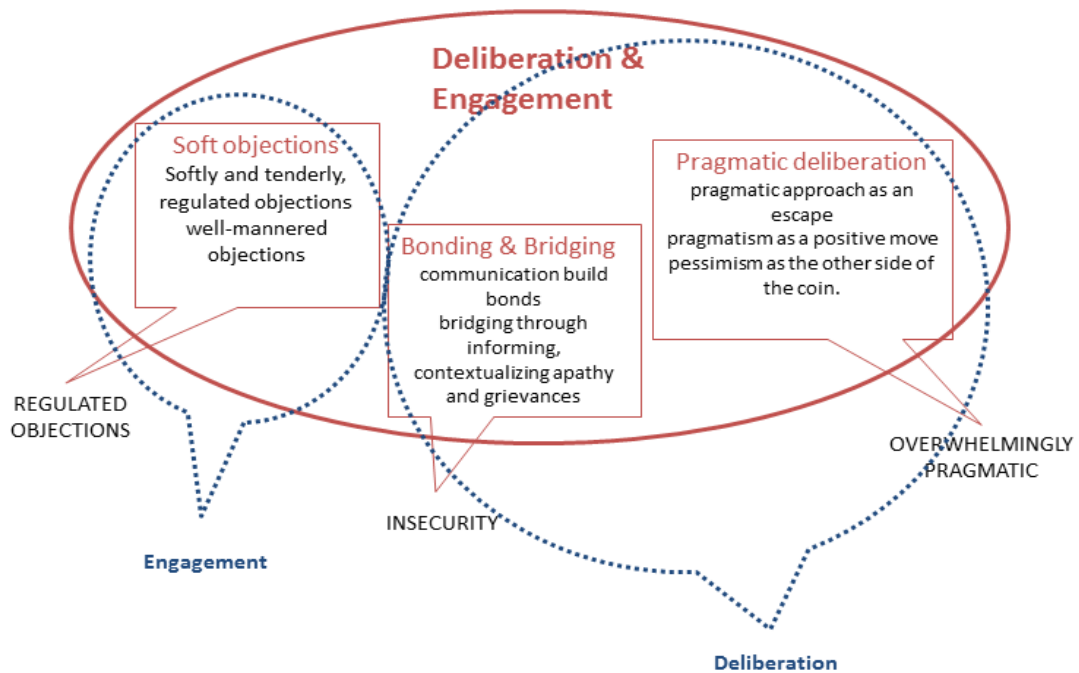 Deliberation &
Engagement
Soft objections
Softly and tenderly,
regulated objections
well-mannered
objections
Bonding & Bridging
communication build
bonds
bridging through
informing,
contextualizing apathy
and grievances
Pragmatic deliberation
pragmatic approach as an
escape
pragmatism as a positive move
pessimism as the other side of
the coin.
REGULATED
OBJECTIONS
INSECURITY
OVERWHELMINGLY
PRAGMATIC
Engagement
Deliberation